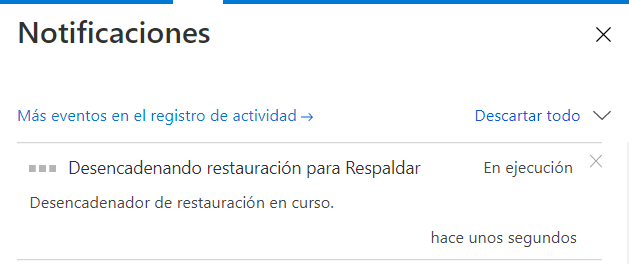 Notificaciones
Más eventos en el registro de actividad →
Descartar todo
Desencadenando restauración para Respaldar
En ejecución
Desencadenador de restauración en curso.
hace unos segundos